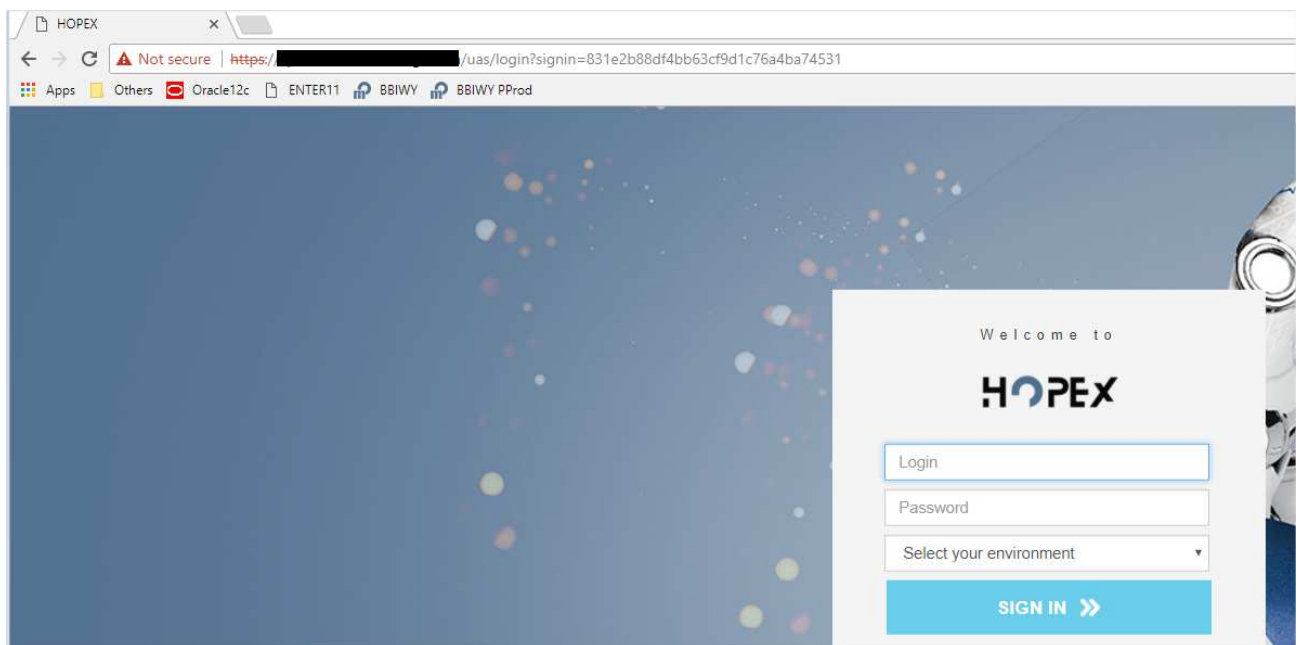 HOPEX
Not secure | https:/ /uas/login?signin=831e2b88df4bb63cf9d1c76a4ba74531
Apps Others Oracle12c ENTER11 BBIWY BBIWY PProd
Welcome to
HOPEX
Login
Password
Select your environment
SIGN IN